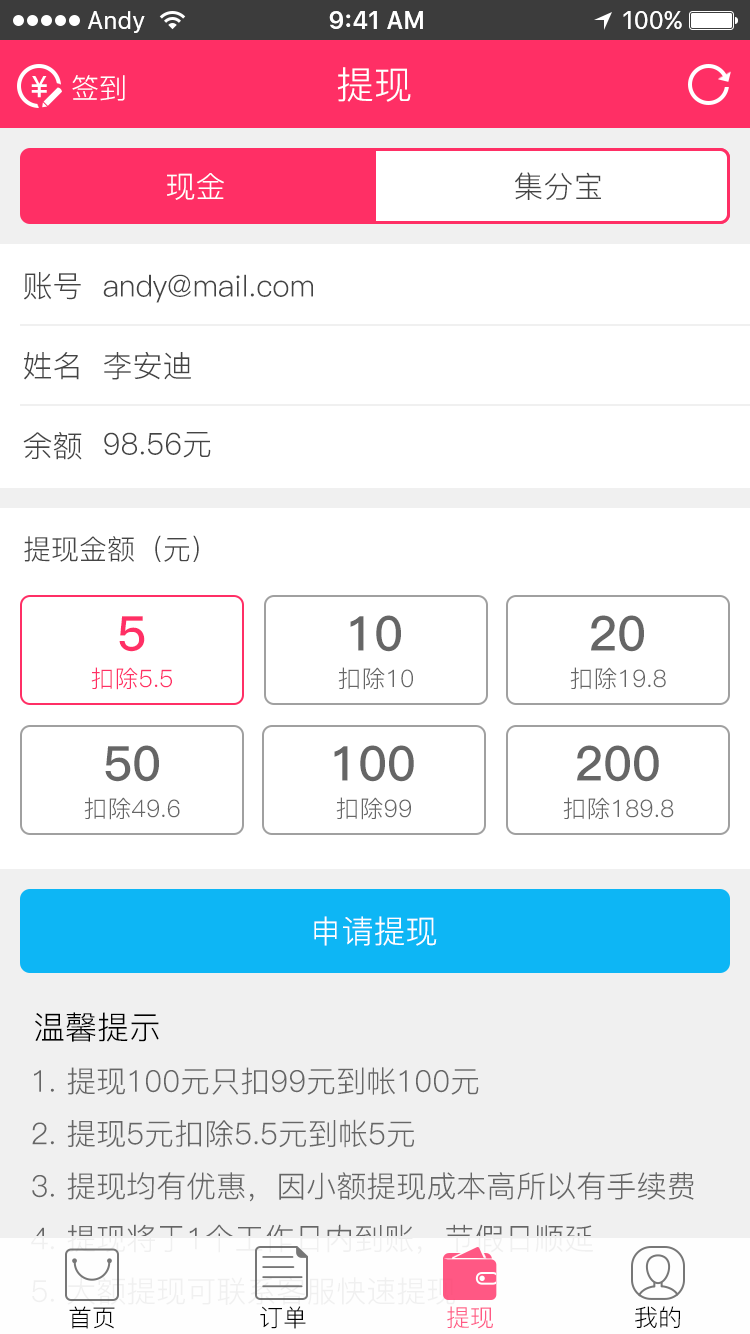 Andy 9:41 AM 100%
签到 提现
现金 集分宝
账号 andy@mail.com
姓名 李安迪
余额 98.56元
提现金额（元）
5 10 20
扣除5.5 扣除10 扣除19.8
50 100 200
扣除49.6 扣除99 扣除189.8
申请提现
温馨提示
1. 提现100元只扣99元到帐100元
2. 提现5元扣除5.5元到帐5元
3. 提现均有优惠，因小额提现成本高所以有手续费
4. 提现将于1个工作日内到账，节假日顺延
5. 大额提现可联系客服快速提现
首页 订单 提现 我的